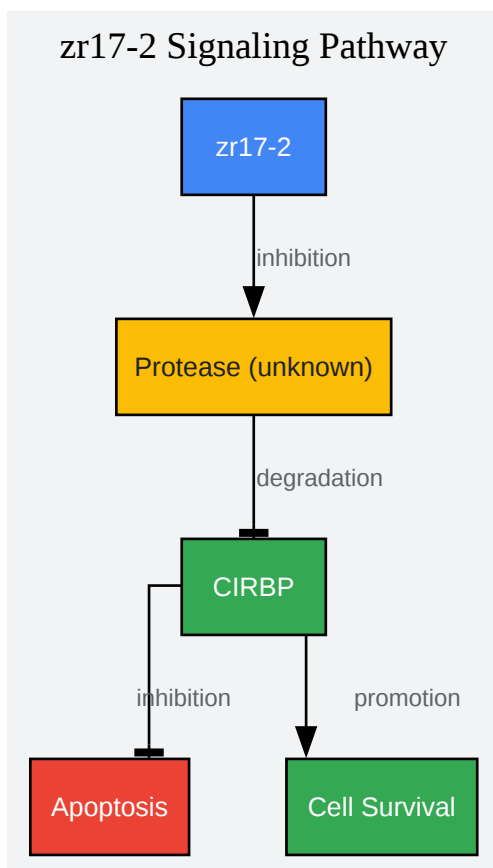 zr17-2 Signaling Pathway
zr17-2
inhibition
Protease (unknown)
degradation
CIRBP
inhibition
promotion
Apoptosis
Cell Survival